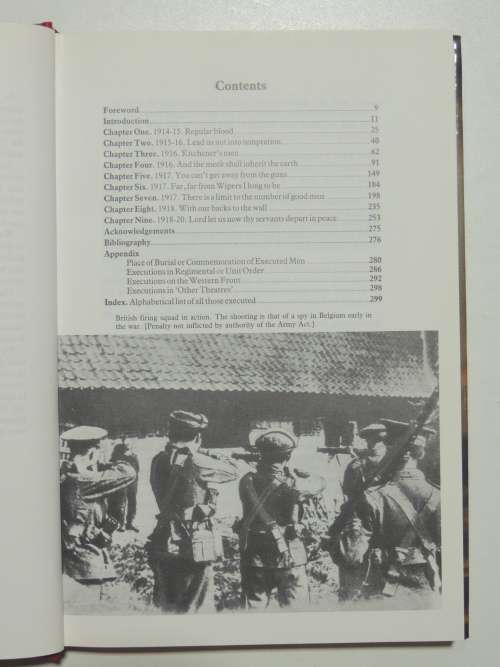 Contents
Foreword 9
Introduction 11
Chapter One. 1914-15. Regular blood 25
Chapter Two. 1915-16. Lead us not into temptation 40
Chapter Three. 1916. Kitchener's men 62
Chapter Four. 1916. And the meek shall inherit the earth 91
Chapter Five. 1917. You can't get away from the guns 149
Chapter Six. 1917. Far, far from Wipers I long to be 184
Chapter Seven. 1917. There is a limit to the number of good men 198
Chapter Eight. 1918. With our backs to the wall 235
Chapter Nine. 1918-20. Lord let us now thy servants depart in peace 253
Acknowledgements 275
Bibliography 276
Appendix
Place of Burial or Commemoration of Executed Men 280
Executions in Regimental or Unit Order 286
Executions on the Western Front 292
Executions in 'Other Theatres' 298
Index. Alphabetical list of all those executed 299
British firing squad in action. The shooting is that of a spy in Belgium early in
the war. [Penalty not inflicted by authority of the Army Act.]